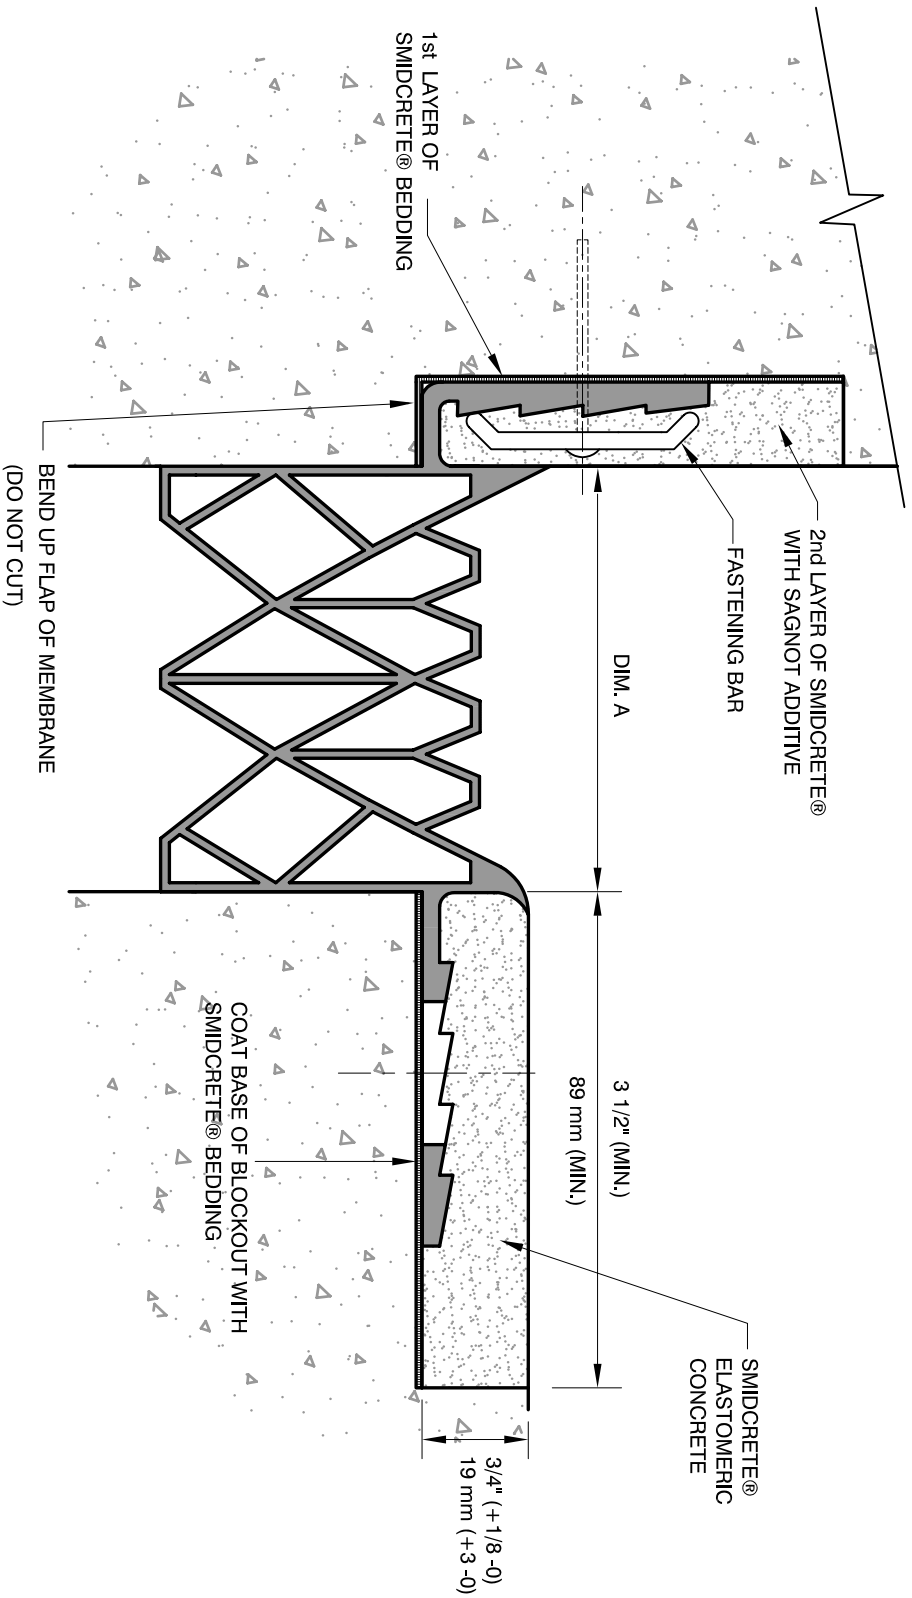 1st LAYER OF
SMIDCRETE® BEDDING
2nd LAYER OF SMIDCRETE®
WITH SAGNOT ADDITIVE
FASTENING BAR
DIM. A
BEND UP FLAP OF MEMBRANE
(DO NOT CUT)
3 1/2" (MIN.)
89 mm (MIN.)
COAT BASE OF BLOCKOUT WITH
SMIDCRETE® BEDDING
SMIDCRETE®
ELASTOMERIC
CONCRETE
3/4" (+1/8 -0)
19 mm (+3 -0)